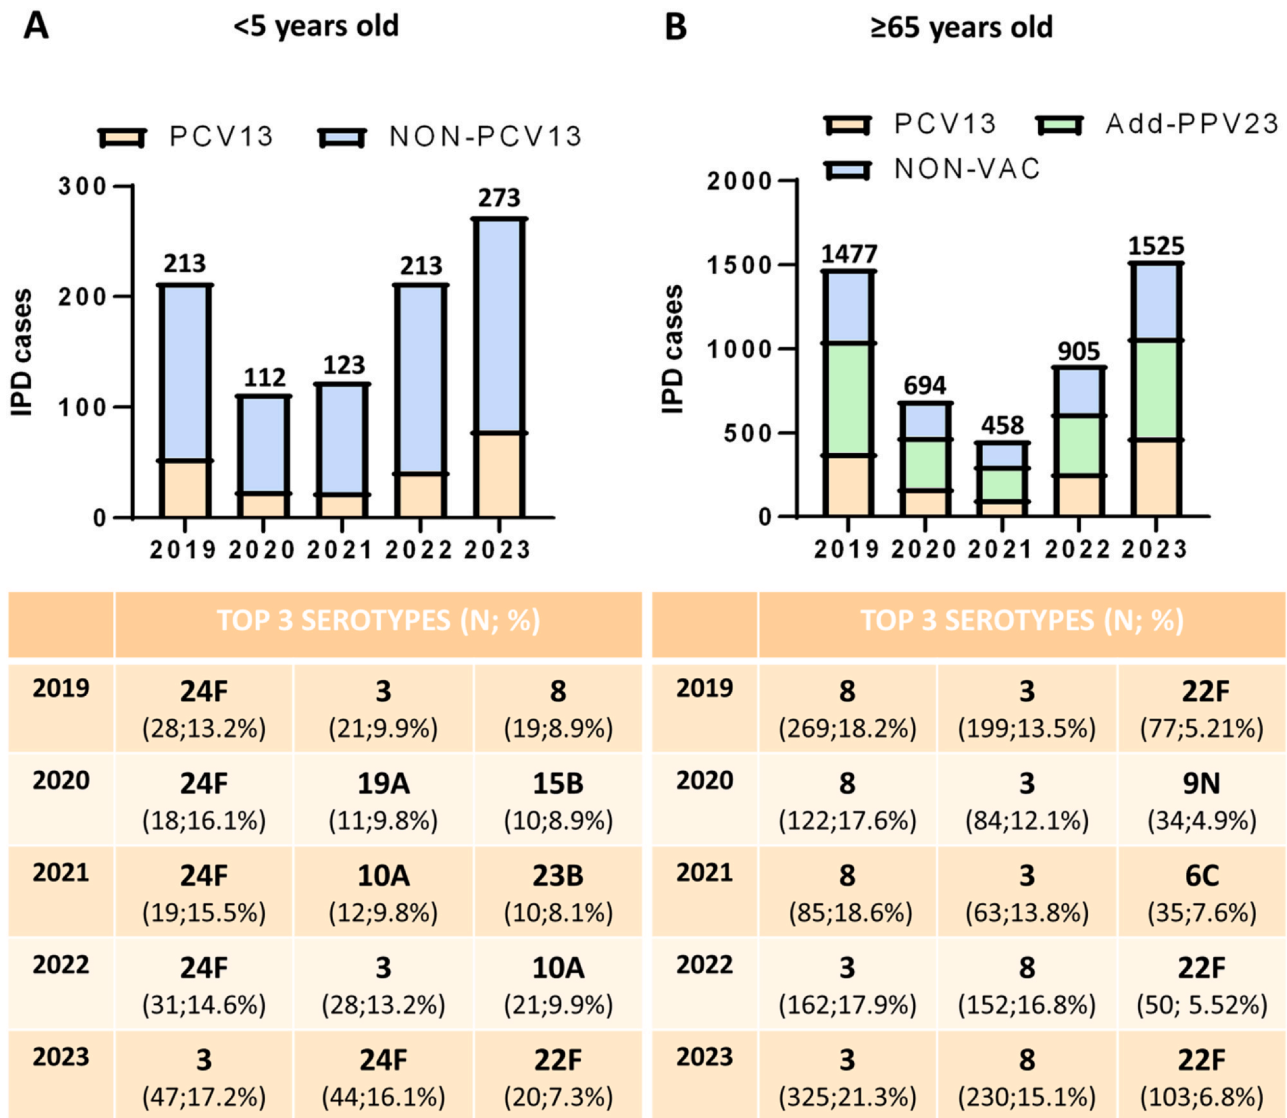 A <5 years old
PCV13 NON-PCV13
IPD cases
300
200
100
0
213
112
123
213
273
2019 2020 2021 2022 2023
B ≥65 years old
PCV13 Add-PPV23
NON-VAC
IPD cases
2000
1500
1000
500
0
1477
694
458
905
1525
2019 2020 2021 2022 2023
TOP 3 SEROTYPES (N; %)
2019 24F 3 8
(28;13.2%) (21;9.9%) (19;8.9%)
2020 24F 19A 15B
(18;16.1%) (11;9.8%) (10;8.9%)
2021 24F 10A 23B
(19;15.5%) (12;9.8%) (10;8.1%)
2022 24F 3 10A
(31;14.6%) (28;13.2%) (21;9.9%)
2023 3 24F 22F
(47;17.2%) (44;16.1%) (20;7.3%)
TOP 3 SEROTYPES (N; %)
2019 8 3 22F
(269;18.2%) (199;13.5%) (77;5.21%)
2020 8 3 9N
(122;17.6%) (84;12.1%) (34;4.9%)
2021 8 3 6C
(85;18.6%) (63;13.8%) (35;7.6%)
2022 3 8 22F
(162;17.9%) (152;16.8%) (50; 5.52%)
2023 3 8 22F
(325;21.3%) (230;15.1%) (103;6.8%)